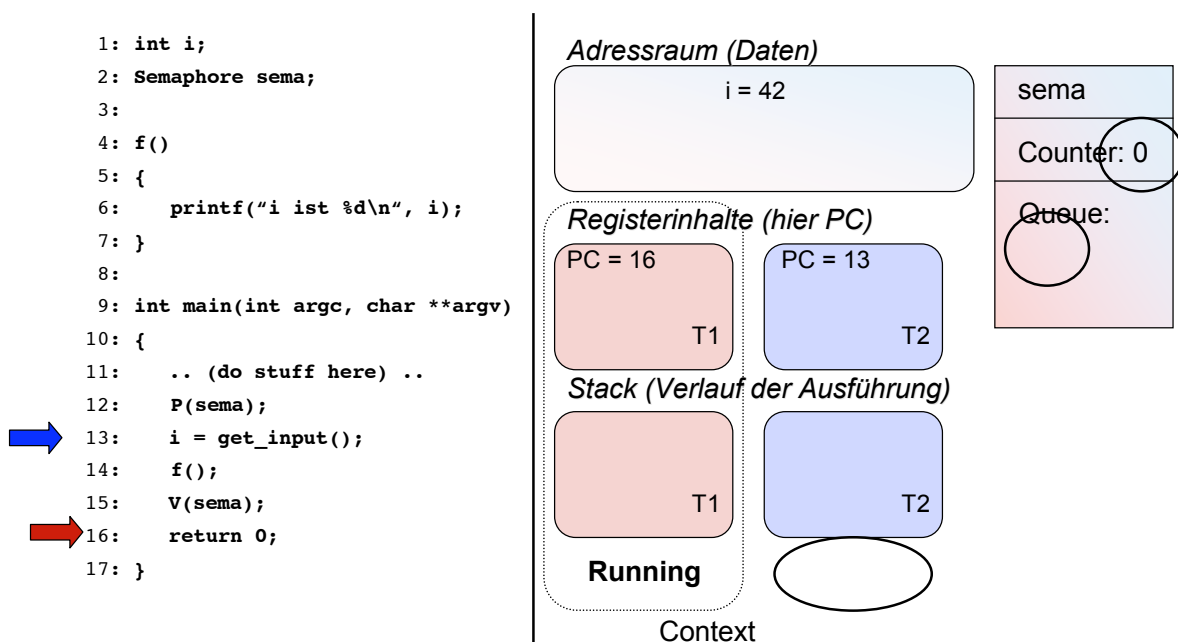 1: int i;
2: Semaphore sema;
3:
4: f()
5: {
6: printf(“i ist %d\n“, i);
7: }
8:
9: int main(int argc, char **argv)
10: {
11: .. (do stuff here) ..
12: P(sema);
13: i = get_input();
14: f();
15: V(sema);
16: return 0;
17: }
Adressraum (Daten)
i = 42
Registerinhalte (hier PC)
PC = 16
T1
PC = 13
T2
Stack (Verlauf der Ausführung)
T1
T2
Running
Context
sema
Counter: 0
Queue: